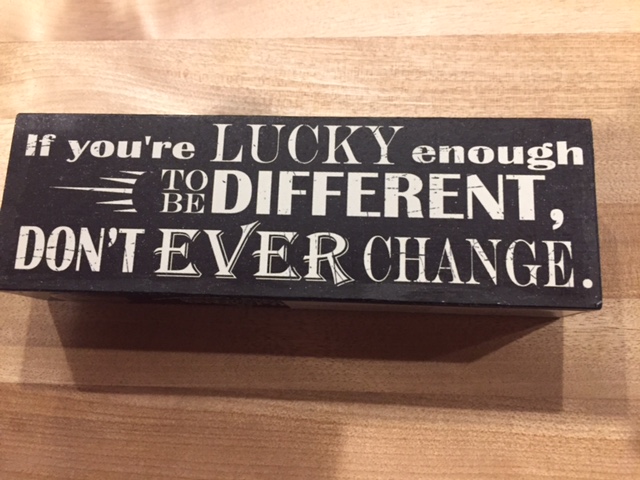 If you're LUCKY enough
TO BE DIFFERENT,
DON'T EVER CHANGE.